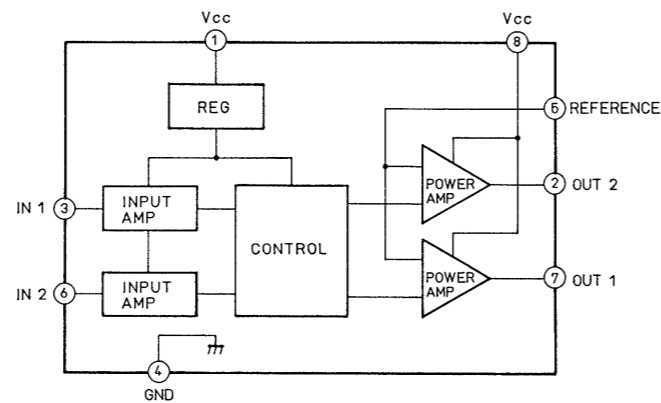 Vcc
Vcc
1
8
REG
5 REFERENCE
POWER AMP
2 OUT 2
IN 1 3
INPUT AMP
CONTROL
POWER AMP
7 OUT 1
IN 2 6
INPUT AMP
4
GND